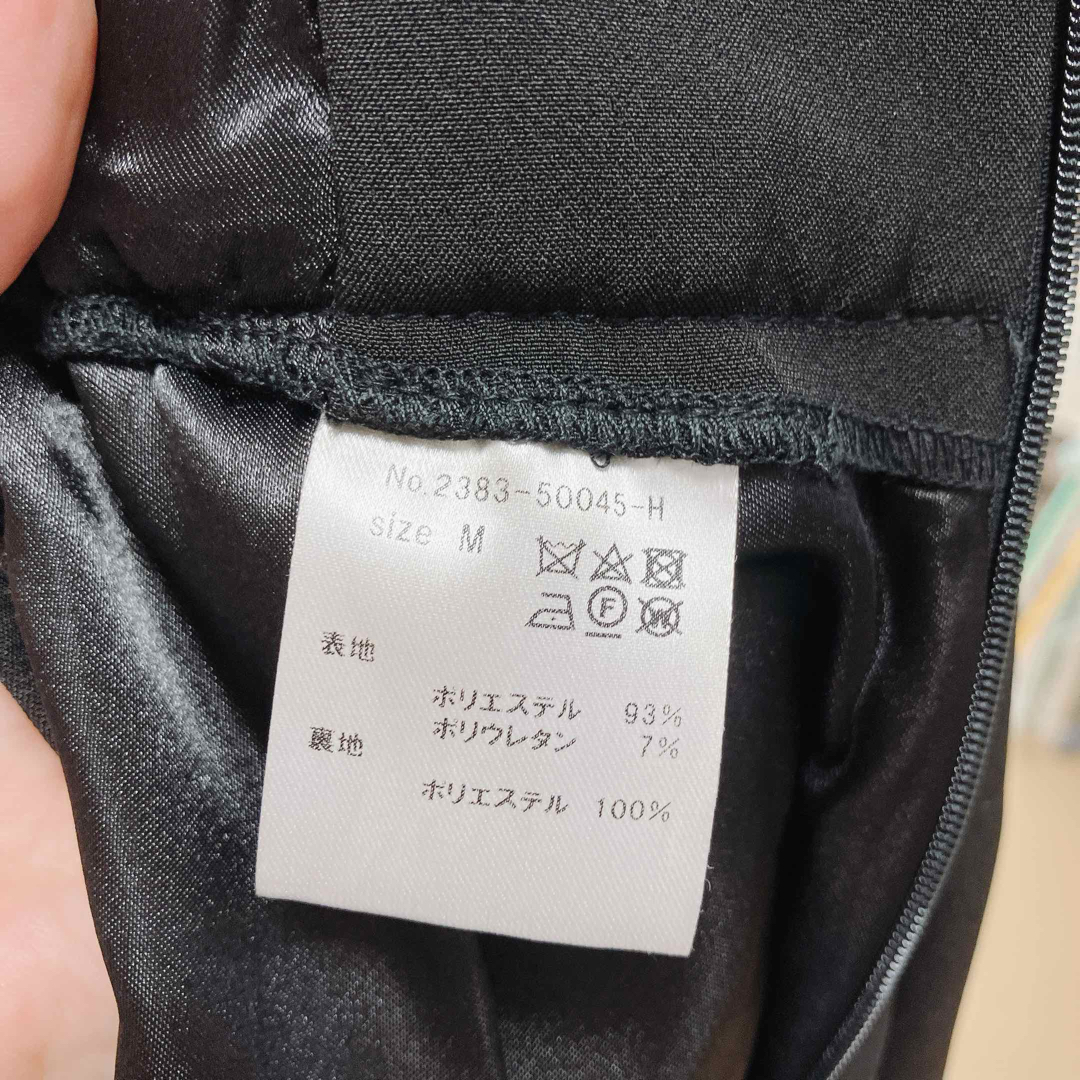 No.2383-50045-H
size M
F
W
表地
ポリエステル 93%
ポリウレタン 7%
裏地
ポリエステル 100%